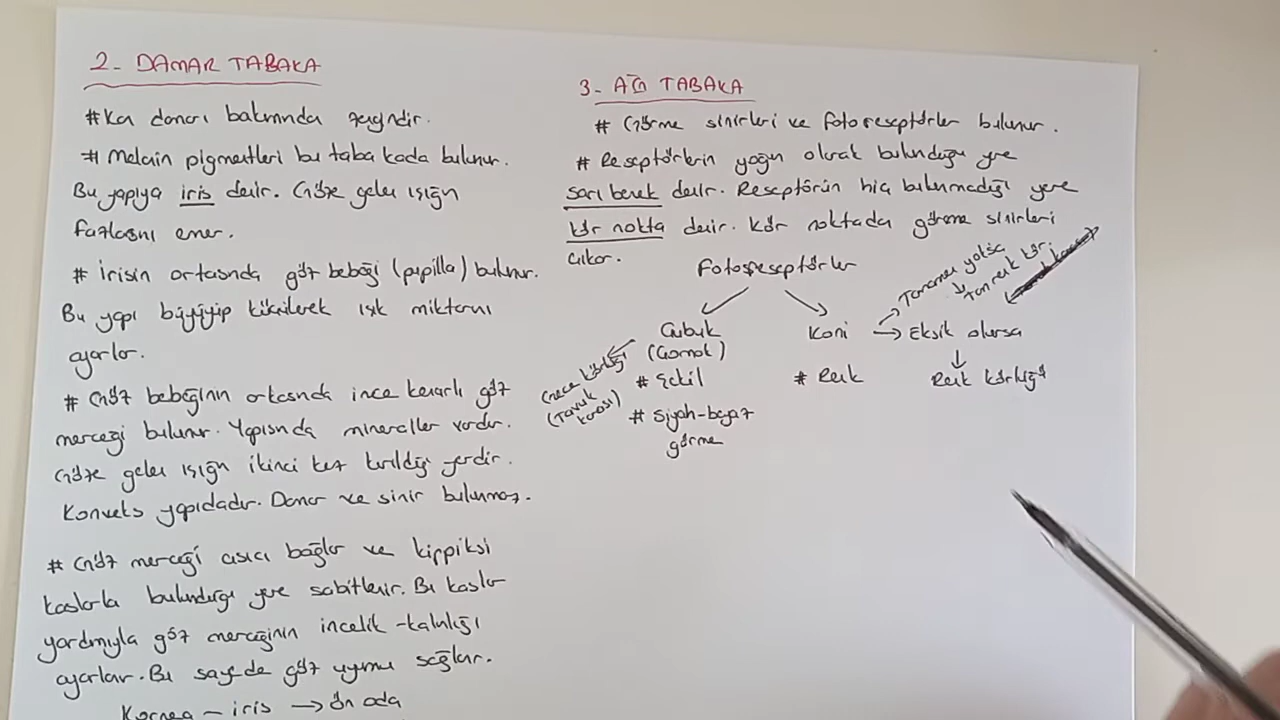 2- DAMAR TABAKA
# Kan damarı bakımından zengindir.
# Melanin pigmentleri bu tabakada bulunur.
Bu yapıya iris denir. Göze gelen ışığın
fazlasını emer.
# İrisin ortasında göz bebeği (pupilla) bulunur.
Bu yapı büyüyüp küçülerek ışık miktarını
ayarlar.
# Göz bebeğinin ortasında ince kenarlı göz
merceği bulunur. Yapısında mineraller vardır.
Göze gelen ışığın ikinci kez kırıldığı yerdir.
Konveks yapıdadır. Damar ve sinir bulunmaz.
# Göz merceği asıcı bağlar ve kirpiksi
kaslarla bulunduğu yere sabitlenir. Bu kaslar
yardımıyla göz merceğinin incelik-kalınlığı
ayarlanır. Bu sayede göz uyumu sağlanır.
Kornea - iris → ön oda
3- AĞ TABAKA
# Görme sinirleri ve fotoreseptörler bulunur.
# Reseptörlerin yoğun olarak bulunduğu yere
sarı benek denir. Reseptörün hiç bulunmadığı yere
kör nokta denir. Kör noktada görme sinirleri
çıkar.
Fotoreseptörler
Çubuk
(Çomak)
# Şekil
# Siyah-beyaz
görme
Gece körlüğü
(Tavuk
karası)
Koni
# Renk
Tamamı yoksa
↓
Tam renk körü
→ Eksik olursa
↓
Renk körlüğü